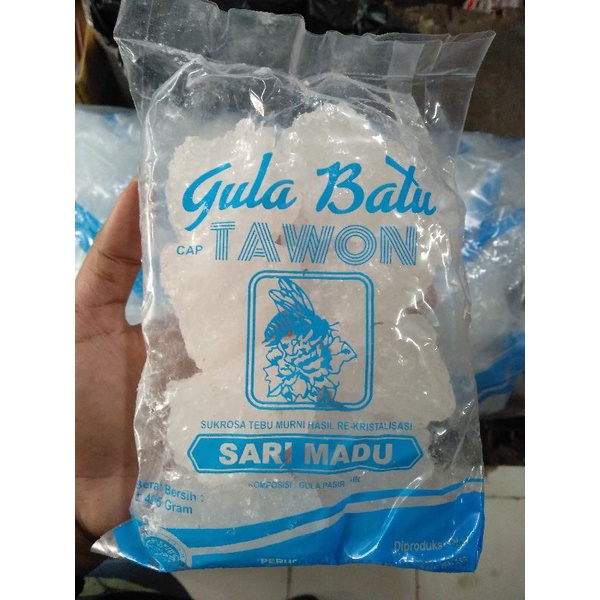 Gula Batu
CAP TAWON
SUKROSA TEBU MURNI HASIL RE-KRISTALISASI
SARI MADU
KOMPOSISI : GULA PASIR
Berat Bersih :
Gram
Diproduksi